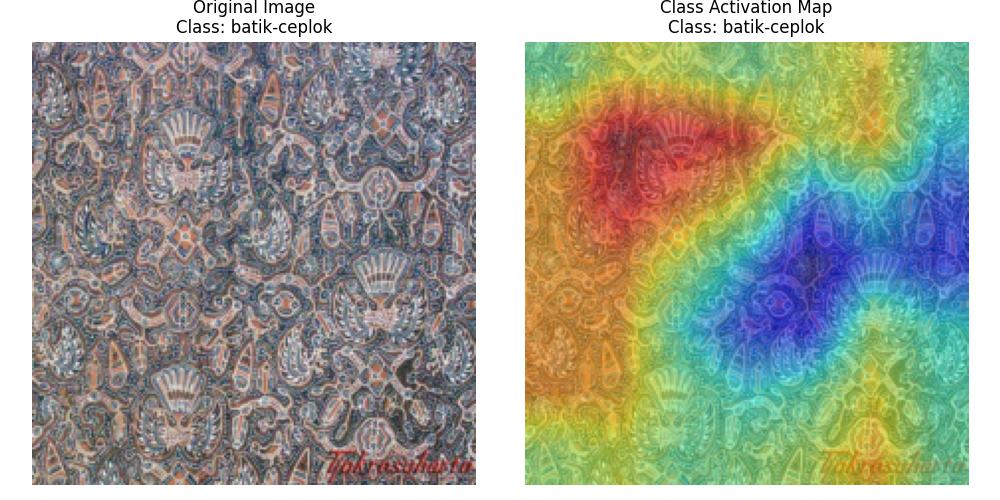 Original Image
Class: batik-ceplok
Class Activation Map
Class: batik-ceplok
Tjokrosuharto